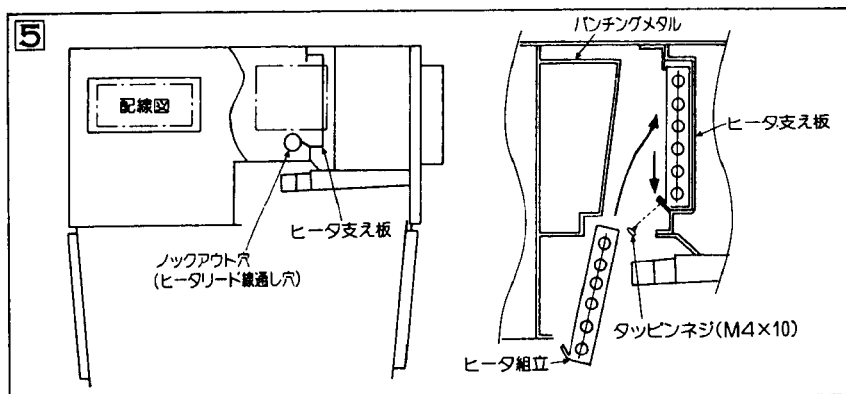 5
配線図
ヒータ支え板
ノックアウト穴
(ヒータリード線通し穴)
パンチングメタル
ヒータ支え板
タッピンネジ(M4×10)
ヒータ組立